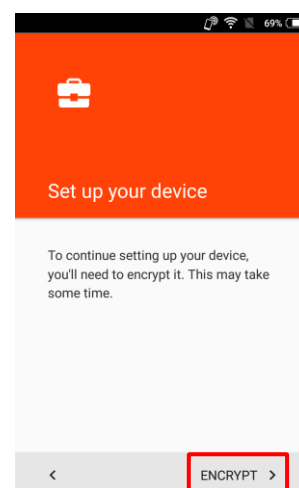 69%
Set up your device
To continue setting up your device,
you'll need to encrypt it. This may take
some time.
ENCRYPT